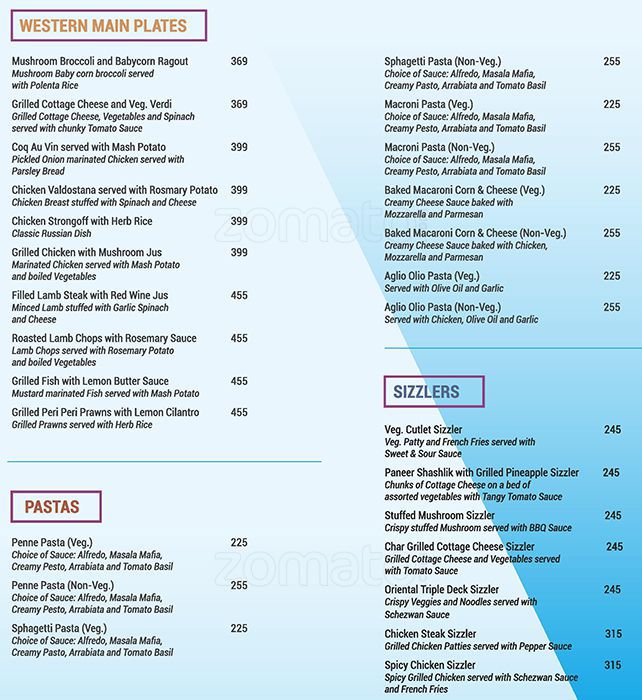 WESTERN MAIN PLATES
Mushroom Broccoli and Babycorn Ragout 369
Mushroom Baby corn broccoli served
with Polenta Rice
Grilled Cottage Cheese and Veg. Verdi 369
Grilled Cottage Cheese, Vegetables and Spinach
served with chunky Tomato Sauce
Coq Au Vin served with Mash Potato 399
Pickled Onion marinated Chicken served with
Parsley Bread
Chicken Valdostana served with Rosmary Potato 399
Chicken Breast stuffed with Spinach and Cheese
Chicken Strongoff with Herb Rice 399
Classic Russian Dish
Grilled Chicken with Mushroom Jus 399
Marinated Chicken served with Mash Potato
and boiled Vegetables
Filled Lamb Steak with Red Wine Jus 455
Minced Lamb stuffed with Garlic Spinach
and Cheese
Roasted Lamb Chops with Rosemary Sauce 455
Lamb Chops served with Rosemary Potato
and boiled Vegetables
Grilled Fish with Lemon Butter Sauce 455
Mustard marinated Fish served with Mash Potato
Grilled Peri Peri Prawns with Lemon Cilantro 455
Grilled Prawns served with Herb Rice
PASTAS
Penne Pasta (Veg.) 225
Choice of Sauce: Alfredo, Masala Mafia,
Creamy Pesto, Arrabiata and Tomato Basil
Penne Pasta (Non-Veg.) 255
Choice of Sauce: Alfredo, Masala Mafia,
Creamy Pesto, Arrabiata and Tomato Basil
Sphagetti Pasta (Veg.) 225
Choice of Sauce: Alfredo, Masala Mafia,
Creamy Pasto, Arrabiata and Tomato Basil
Sphagetti Pasta (Non-Veg.) 255
Choice of Sauce: Alfredo, Masala Mafia,
Creamy Pasto, Arrabiata and Tomato Basil
Macroni Pasta (Veg.) 225
Choice of Sauce: Alfredo, Masala Mafia,
Creamy Pesto, Arrabiata and Tomato Basil
Macroni Pasta (Non-Veg.) 255
Choice of Sauce: Alfredo, Masala Mafia,
Creamy Pasto, Arrabiata and Tomato Basil
Baked Macaroni Corn & Cheese (Veg.) 225
Creamy Cheese Sauce baked with
Mozzarella and Parmesan
Baked Macaroni Corn & Cheese (Non-Veg.) 255
Creamy Cheese Sauce baked with Chicken,
Mozzarella and Parmesan
Aglio Olio Pasta (Veg.) 225
Served with Olive Oil and Garlic
Aglio Olio Pasta (Non-Veg.) 255
Served with Chicken, Olive Oil and Garlic
SIZZLERS
Veg. Cutlet Sizzler 245
Veg. Patty and French Fries served with
Sweet & Sour Sauce
Paneer Shashlik with Grilled Pineapple Sizzler 245
Chunks of Cottage Cheese on a bed of
assorted vegetables with Tangy Tomato Sauce
Stuffed Mushroom Sizzler 245
Crispy stuffed Mushroom served with BBQ Sauce
Char Grilled Cottage Cheese Sizzler 245
Grilled Cottage Cheese and Vegetables served
with Tomato Sauce
Oriental Triple Deck Sizzler 245
Crispy Veggies and Noodles served with
Schezwan Sauce
Chicken Steak Sizzler 315
Grilled Chicken Patties served with Pepper Sauce
Spicy Chicken Sizzler 315
Spicy Grilled Chicken served with Schezwan Sauce
and French Fries
zomato
zomato